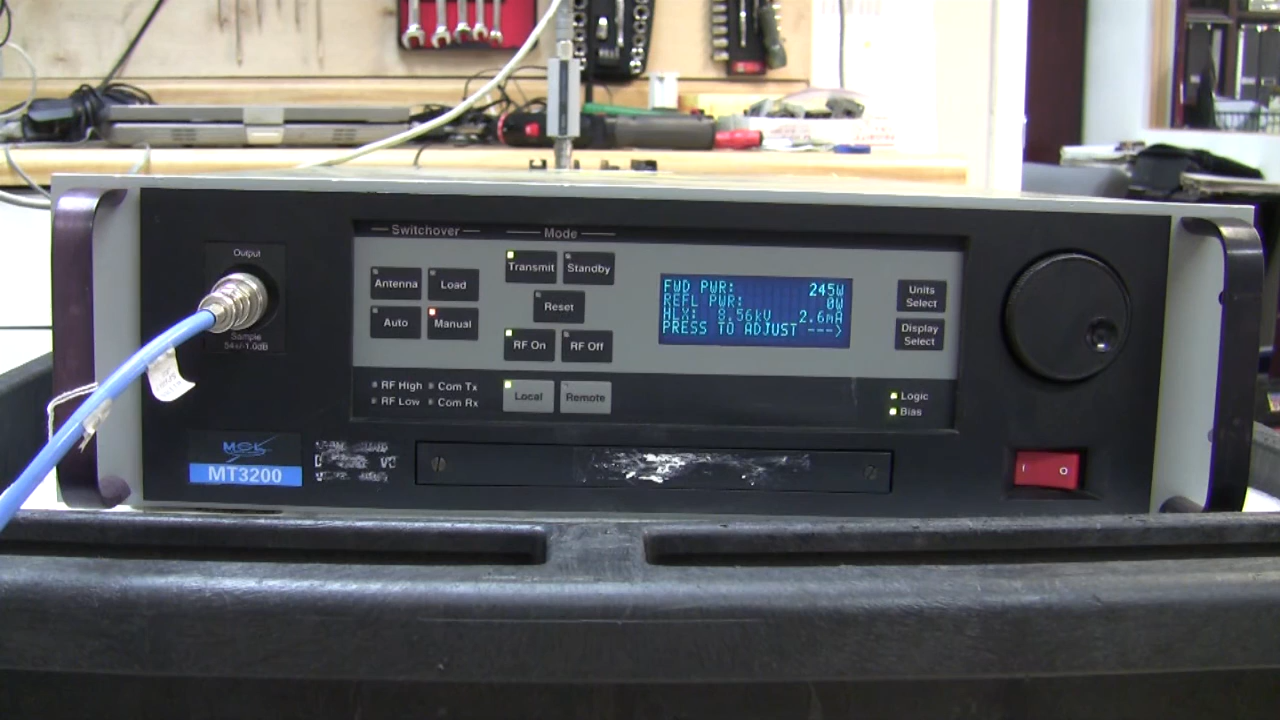 Switchover
Mode
Output
Antenna
Load
Auto
Manual
Transmit
Standby
Reset
RF On
RF Off
FWD PWR: 245W
REFL PWR: 0W
HLX: 8.56kV 2.6mA
PRESS TO ADJUST --->
Units
Select
Display
Select
Sample
RF High
Com Tx
RF Low
Com Rx
Local
Remote
Logic
Bias
MCL
MT3200
I O